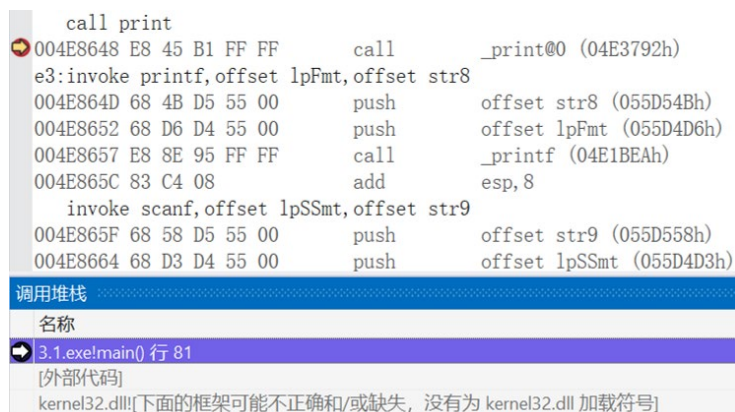 call print
004E8648 E8 45 B1 FF FF call _print@0 (04E3792h)
e3:invoke printf,offset lpFmt,offset str8
004E864D 68 4B D5 55 00 push offset str8 (055D54Bh)
004E8652 68 D6 D4 55 00 push offset lpFmt (055D4D6h)
004E8657 E8 8E 95 FF FF call _printf (04E1BEAh)
004E865C 83 C4 08 add esp,8
invoke scanf,offset lpSSmt,offset str9
004E865F 68 58 D5 55 00 push offset str9 (055D558h)
004E8664 68 D3 D4 55 00 push offset lpSSmt (055D4D3h)
调用堆栈
名称
3.1.exe!main() 行 81
[外部代码]
kernel32.dll![下面的框架可能不正确和/或缺失，没有为 kernel32.dll 加载符号]